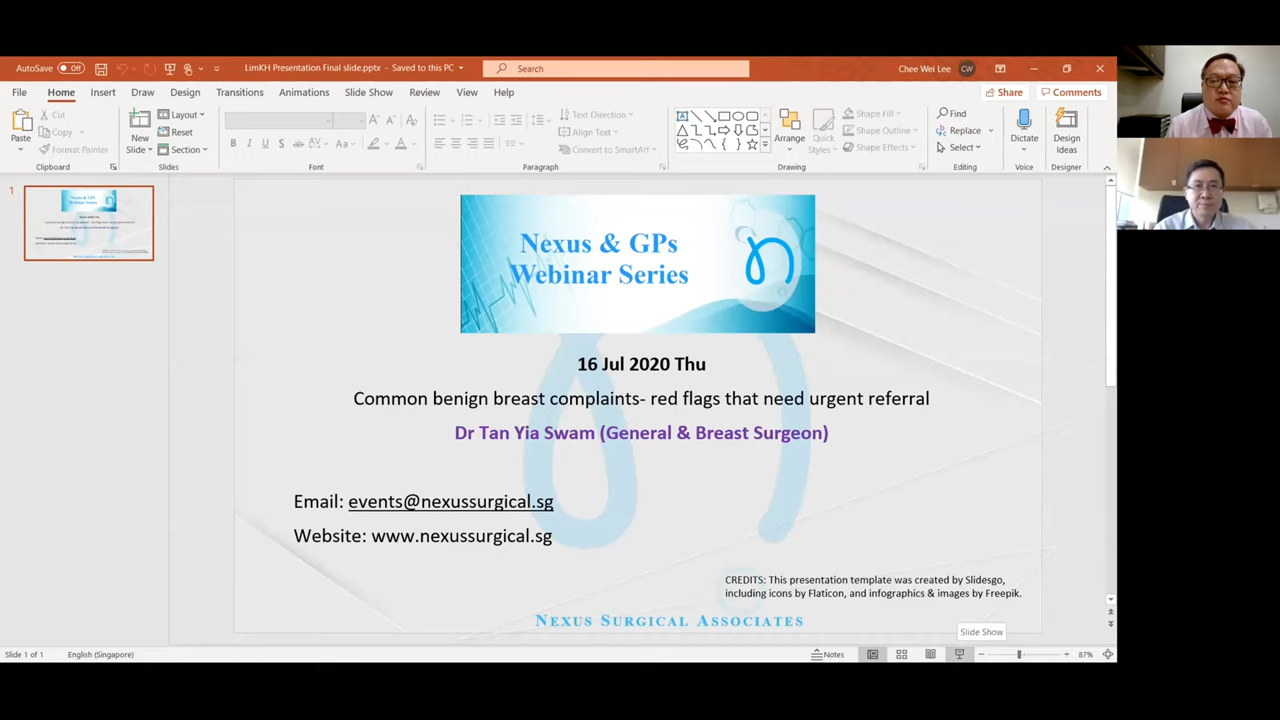 AutoSave Off
LimKH Presentation Final slide.pptx - Saved to this PC
Search
Chee Wei Lee CW
File Home Insert Draw Design Transitions Animations Slide Show Review View Help
Share Comments
Paste
Cut
Copy
Format Painter
Clipboard
New
Slide
Layout
Reset
Section
Slides
B I U S ab AV Aa A
Font
Text Direction
Align Text
Convert to SmartArt
Paragraph
Arrange
Quick
Styles
Shape Fill
Shape Outline
Shape Effects
Drawing
Find
Replace
Select
Editing
Dictate
Voice
Design
Ideas
Designer
1
Nexus & GPs
Webinar Series
16 Jul 2020 Thu
Common benign breast complaints- red flags that need urgent referral
Dr Tan Yia Swam (General & Breast Surgeon)
Email: events@nexussurgical.sg
Website: www.nexussurgical.sg
CREDITS: This presentation template was created by Slidesgo,
including icons by Flaticon, and infographics & images by Freepik.
NEXUS SURGICAL ASSOCIATES
Slide Show
Slide 1 of 1 English (Singapore) Notes 87%